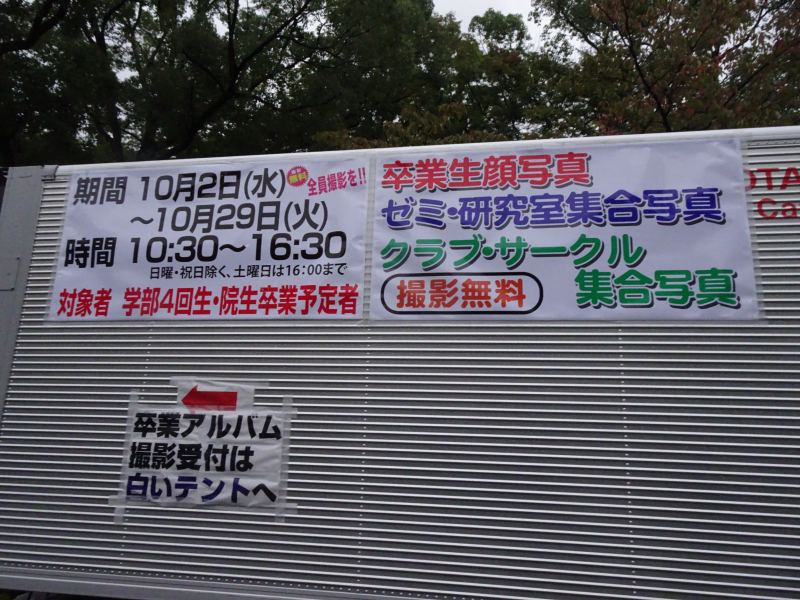 期間 10月2日(水) 無料 全員撮影を!!
～10月29日(火)
時間 10:30～16:30
日曜・祝日除く、土曜日は16:00まで
対象者 学部4回生・院生卒業予定者
卒業生顔写真
ゼミ・研究室集合写真
クラブ・サークル
集合写真
撮影無料
OTA
Ca
卒業アルバム
撮影受付は
白いテントへ